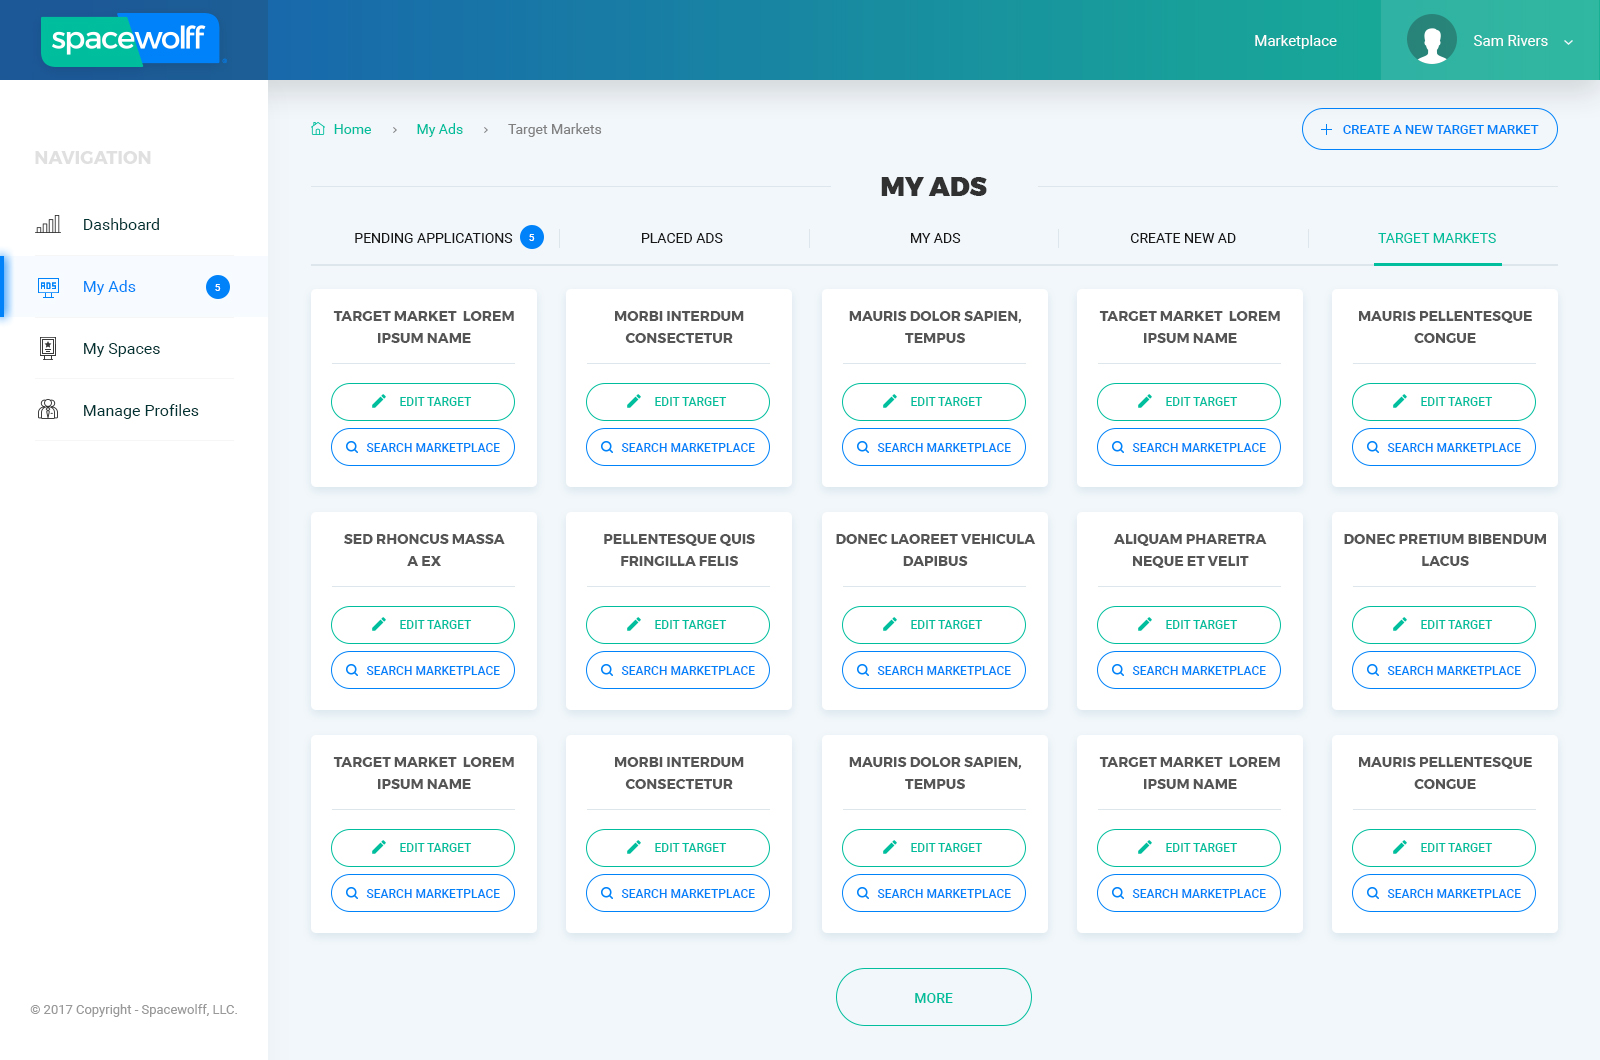 spacewolff
Marketplace
Sam Rivers
NAVIGATION
Dashboard
ADS
My Ads
5
My Spaces
Manage Profiles
© 2017 Copyright - Spacewolff, LLC.
Home > My Ads > Target Markets
CREATE A NEW TARGET MARKET
MY ADS
PENDING APPLICATIONS 5
PLACED ADS
MY ADS
CREATE NEW AD
TARGET MARKETS
TARGET MARKET LOREM
IPSUM NAME
EDIT TARGET
SEARCH MARKETPLACE
MORBI INTERDUM
CONSECTETUR
EDIT TARGET
SEARCH MARKETPLACE
MAURIS DOLOR SAPIEN,
TEMPUS
EDIT TARGET
SEARCH MARKETPLACE
TARGET MARKET LOREM
IPSUM NAME
EDIT TARGET
SEARCH MARKETPLACE
MAURIS PELLENTESQUE
CONGUE
EDIT TARGET
SEARCH MARKETPLACE
SED RHONCUS MASSA
A EX
EDIT TARGET
SEARCH MARKETPLACE
PELLENTESQUE QUIS
FRINGILLA FELIS
EDIT TARGET
SEARCH MARKETPLACE
DONEC LAOREET VEHICULA
DAPIBUS
EDIT TARGET
SEARCH MARKETPLACE
ALIQUAM PHARETRA
NEQUE ET VELIT
EDIT TARGET
SEARCH MARKETPLACE
DONEC PRETIUM BIBENDUM
LACUS
EDIT TARGET
SEARCH MARKETPLACE
TARGET MARKET LOREM
IPSUM NAME
EDIT TARGET
SEARCH MARKETPLACE
MORBI INTERDUM
CONSECTETUR
EDIT TARGET
SEARCH MARKETPLACE
MAURIS DOLOR SAPIEN,
TEMPUS
EDIT TARGET
SEARCH MARKETPLACE
TARGET MARKET LOREM
IPSUM NAME
EDIT TARGET
SEARCH MARKETPLACE
MAURIS PELLENTESQUE
CONGUE
EDIT TARGET
SEARCH MARKETPLACE
MORE